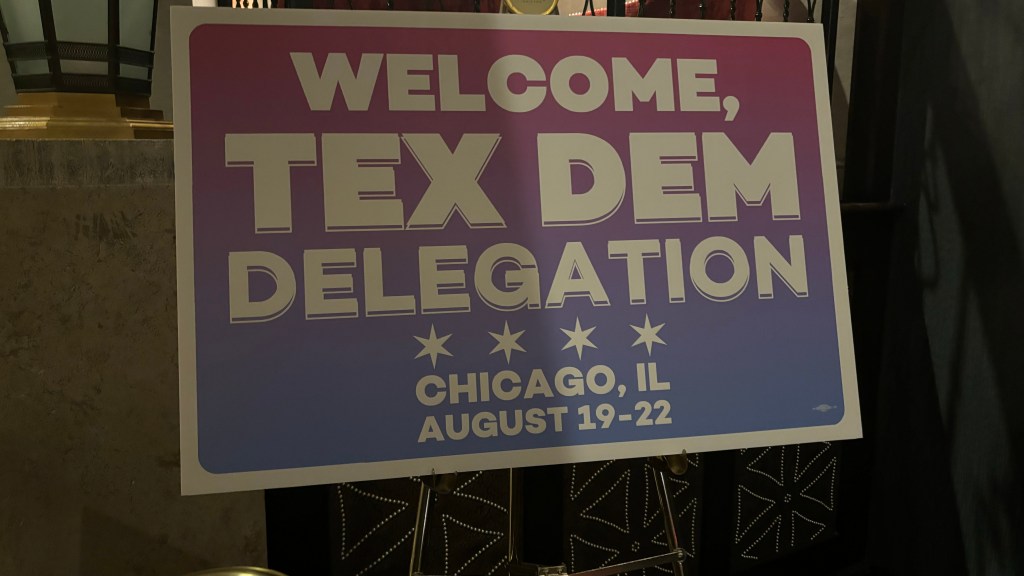 WELCOME,
TEX DEM
DELEGATION
CHICAGO, IL
AUGUST 19-22